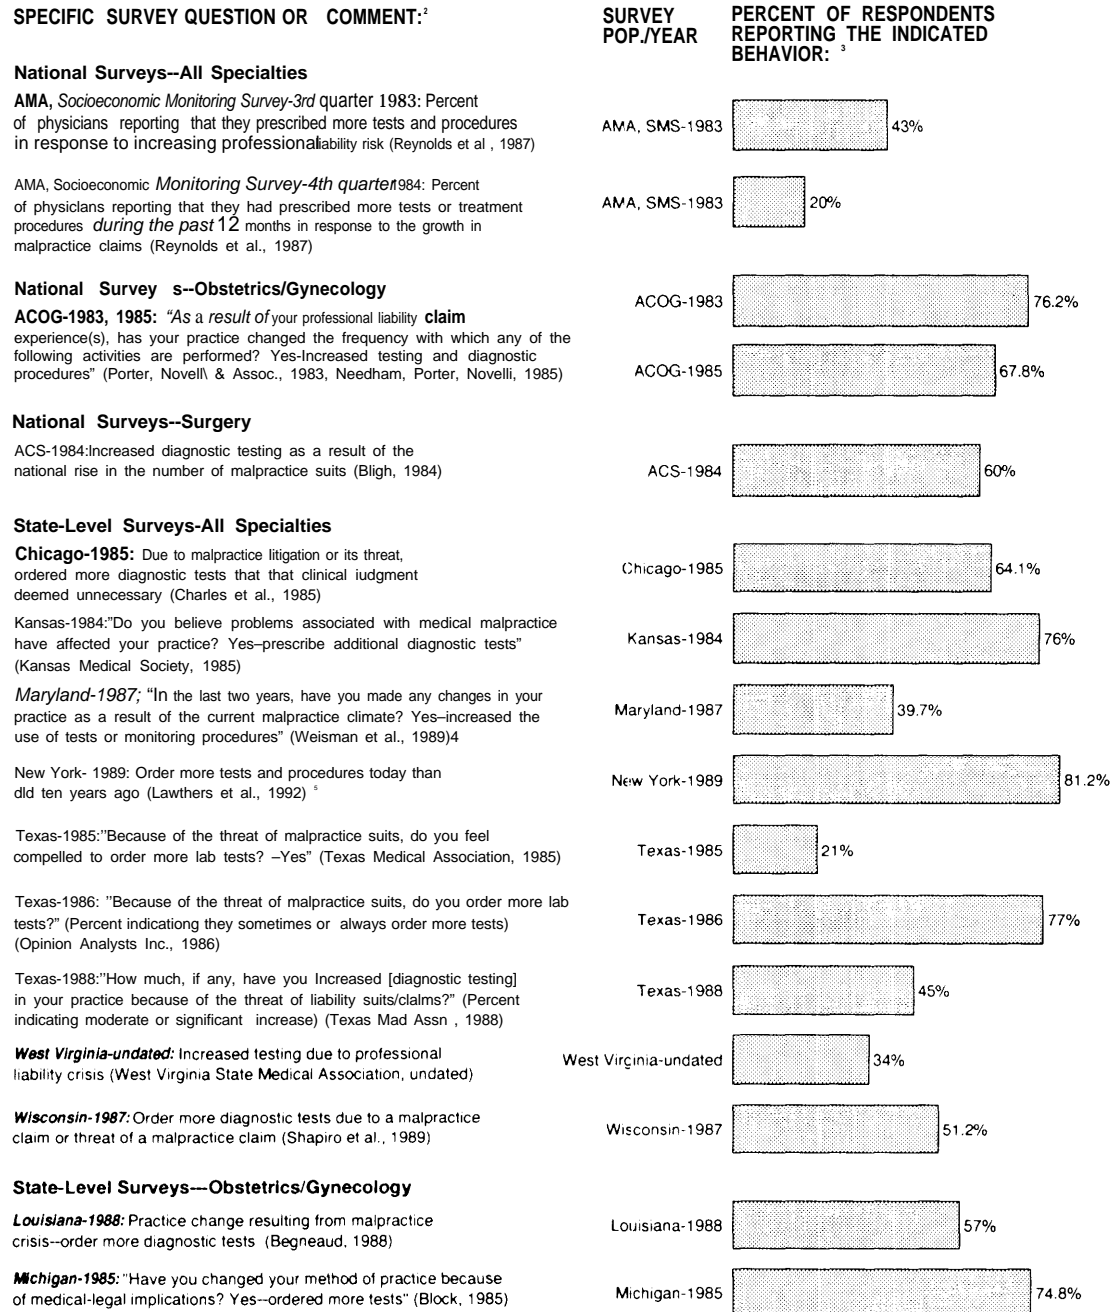 SPECIFIC SURVEY QUESTION OR COMMENT:²
SURVEY POP./YEAR
PERCENT OF RESPONDENTS REPORTING THE INDICATED BEHAVIOR: ³
National Surveys--All Specialties
AMA, Socioeconomic Monitoring Survey-3rd quarter 1983: Percent
of physicians reporting that they prescribed more tests and procedures
in response to increasing professionalliability risk (Reynolds et al , 1987)
AMA, SMS-1983 43%
AMA, Socioeconomic Monitoring Survey-4th quarter1984: Percent
of physiclans reporting that they had prescribed more tests or treatment
procedures during the past 12 months in response to the growth in
malpractice claims (Reynolds et al., 1987)
AMA, SMS-1983 20%
National Survey s--Obstetrics/Gynecology
ACOG-1983, 1985: “As a result of your professional liability claim
experience(s), has your practice changed the frequency with which any of the
following activities are performed? Yes-Increased testing and diagnostic
procedures” (Porter, Novell\ & Assoc., 1983, Needham, Porter, Novelli, 1985)
ACOG-1983 76.2%
ACOG-1985 67.8%
National Surveys--Surgery
ACS-1984:Increased diagnostic testing as a result of the
national rise in the number of malpractice suits (Bligh, 1984)
ACS-1984 60%
State-Level Surveys-All Specialties
Chicago-1985: Due to malpractice litigation or its threat,
ordered more diagnostic tests that that clinical iudgment
deemed unnecessary (Charles et al., 1985)
Chicago-1985 64.1%
Kansas-1984:”Do you believe problems associated with medical malpractice
have affected your practice? Yes–prescribe additional diagnostic tests”
(Kansas Medical Society, 1985)
Kansas-1984 76%
Maryland-1987; “In the last two years, have you made any changes in your
practice as a result of the current malpractice climate? Yes–increased the
use of tests or monitoring procedures” (Weisman et al., 1989)4
Maryland-1987 39.7%
New York- 1989: Order more tests and procedures today than
dld ten years ago (Lawthers et al., 1992) ⁵
New York-1989 81.2%
Texas-1985:”Because of the threat of malpractice suits, do you feel
compelled to order more lab tests? –Yes” (Texas Medical Association, 1985)
Texas-1985 21%
Texas-1986: ”Because of the threat of malpractice suits, do you order more lab
tests?” (Percent indicationg they sometimes or always order more tests)
(Opinion Analysts Inc., 1986)
Texas-1986 77%
Texas-1988:”How much, if any, have you Increased [diagnostic testing]
in your practice because of the threat of liability suits/clalms?” (Percent
indicating moderate or significant increase) (Texas Mad Assn , 1988)
Texas-1988 45%
West Virginia-undated: Increased testing due to professional
liability crisis (West Virginia State Medical Association, undated)
West Virginia-undated 34%
Wisconsin-1987: Order more diagnostic tests due to a malpractice
claim or threat of a malpractice claim (Shapiro et al., 1989)
Wisconsin-1987 51.2%
State-Level Surveys---Obstetrics/Gynecology
Louisiana-1988: Practice change resulting from malpractice
crisis--order more diagnostic tests (Begneaud, 1988)
Louisiana-1988 57%
Michigan-1985: "Have you changed your method of practice because
of medical-legal implications? Yes--ordered more tests" (Block, 1985)
Michigan-1985 74.8%